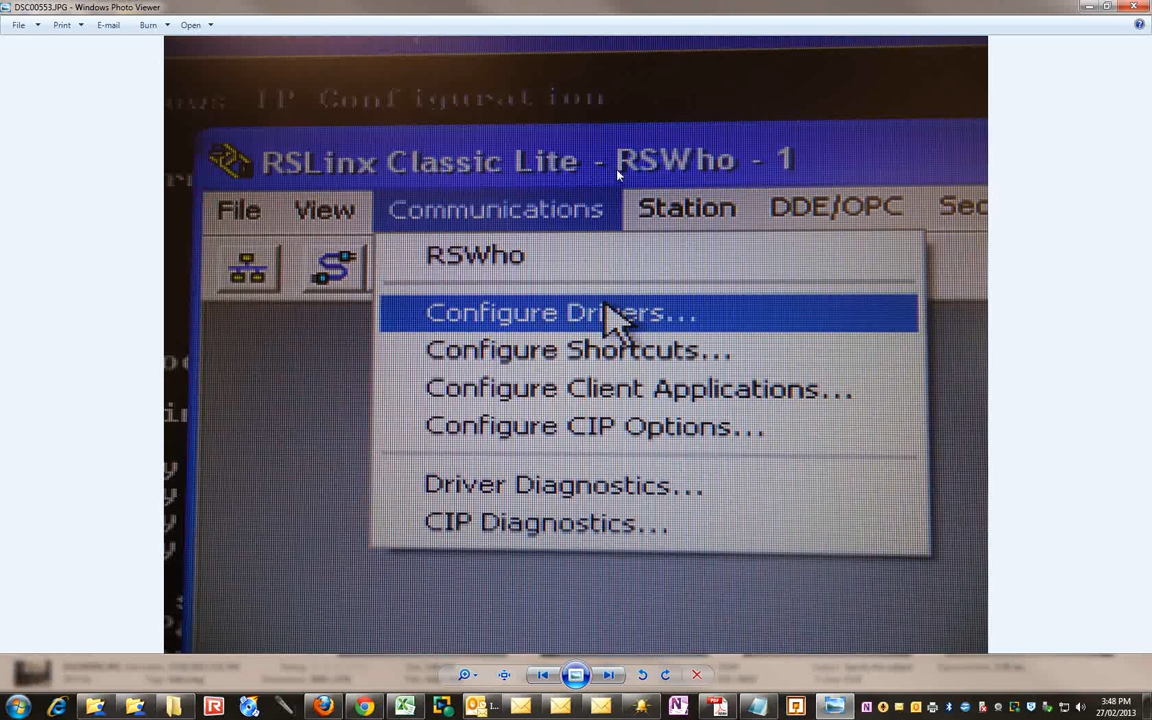 DSC00553.JPG - Windows Photo Viewer
File Print E-mail Burn Open
IP Configuration
RSLinx Classic Lite - RSWho - 1
File View Communications Station DDE/OPC Sec
RSWho
Configure Drivers...
Configure Shortcuts...
Configure Client Applications...
Configure CIP Options...
Driver Diagnostics...
CIP Diagnostics...
3:48 PM
27/02/2013